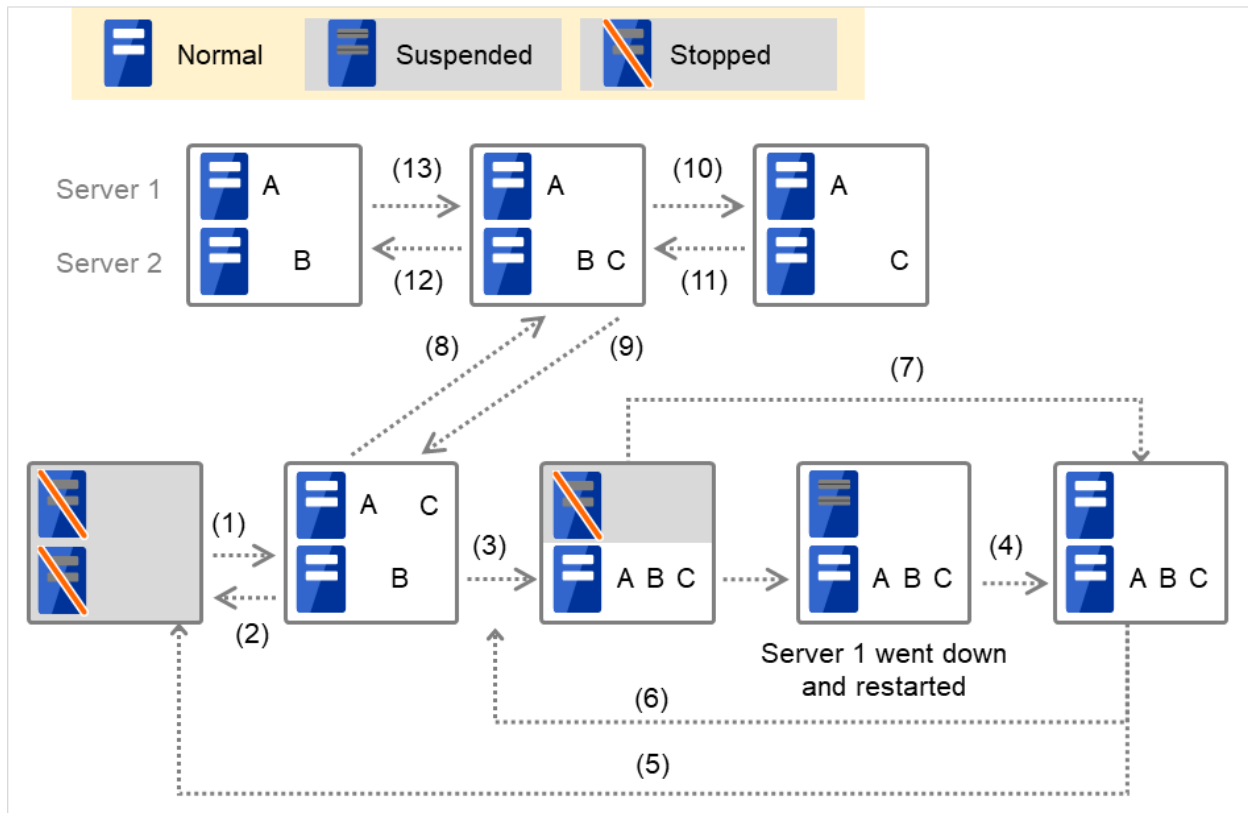 Normal Suspended Stopped
Server 1 A (13) A (10) A
Server 2 B (12) B C (11) C
(8) (9)
(7)
(1) A C (3) (4)
(2) B A B C A B C A B C
Server 1 went down
and restarted
(6)
(5)